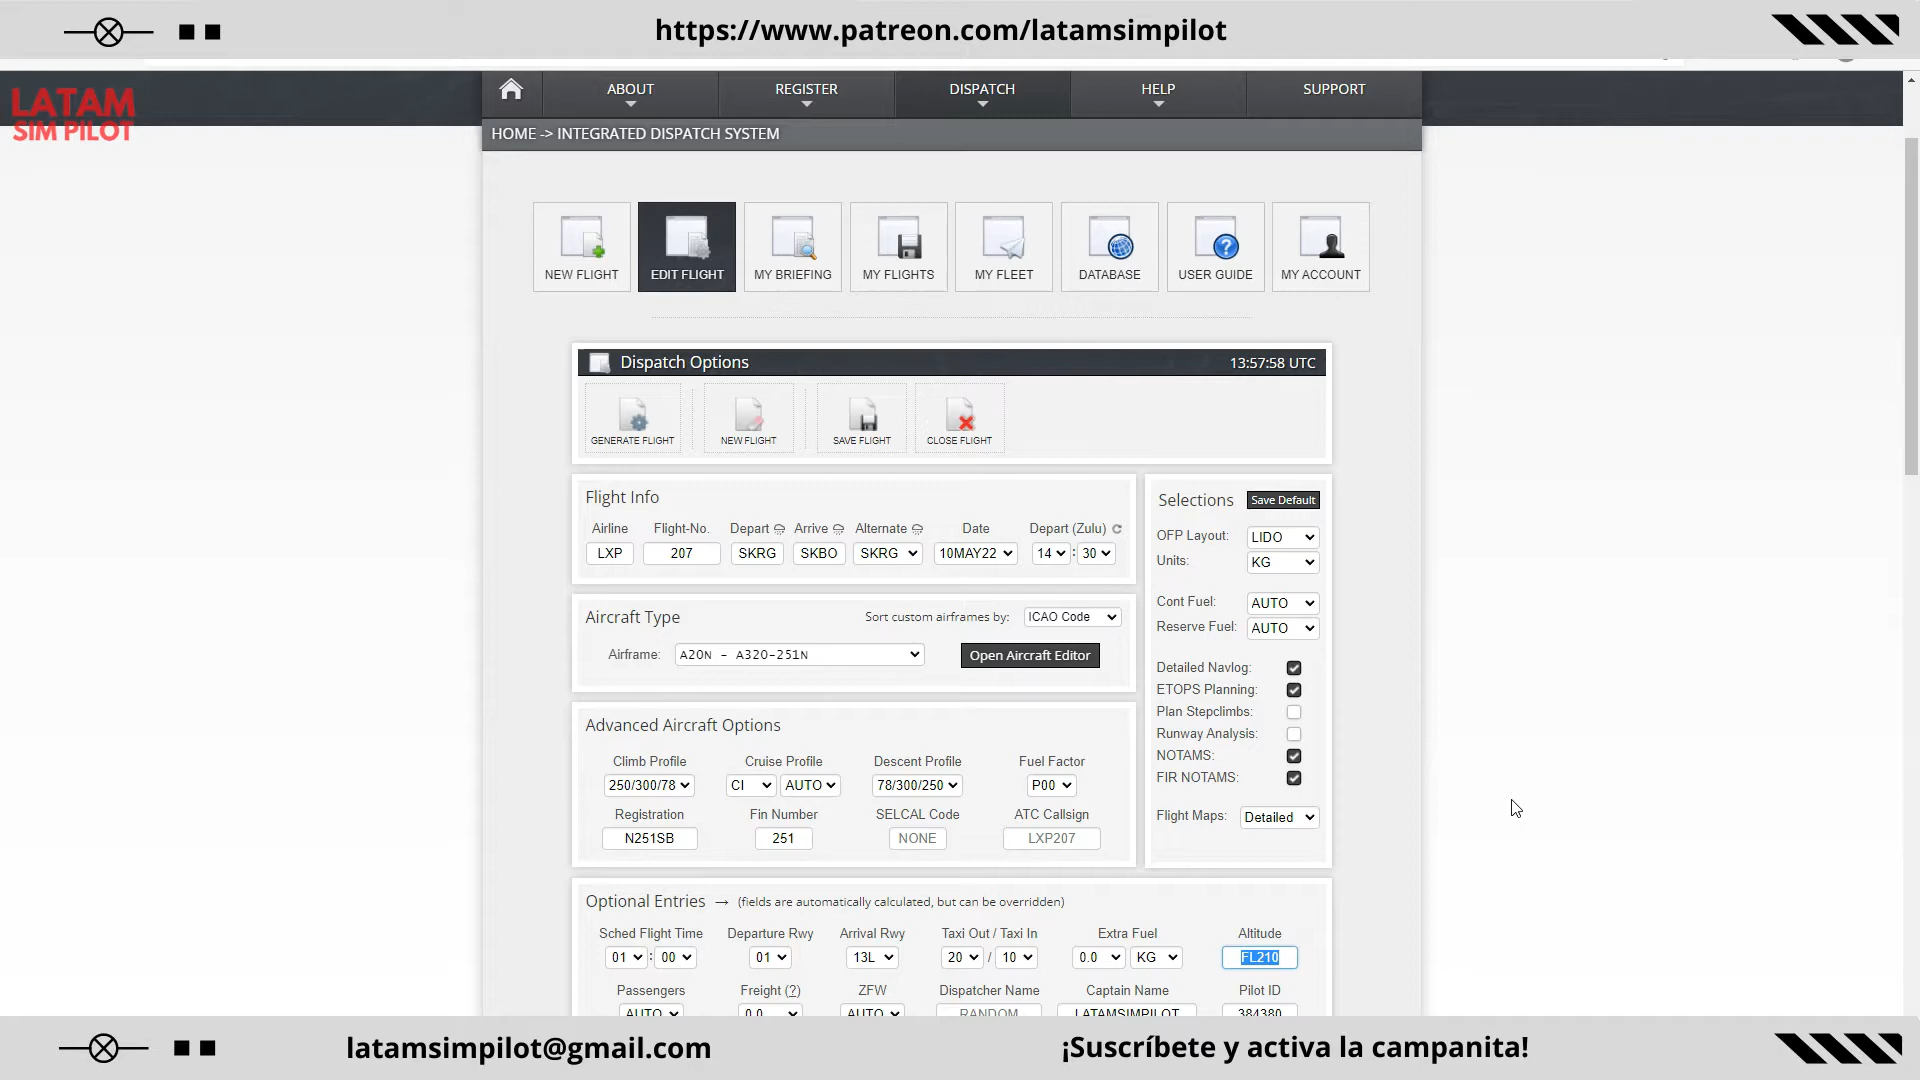 https://www.patreon.com/latamsimpilot
LATAM
SIM PILOT
ABOUT
REGISTER
DISPATCH
HELP
SUPPORT
HOME -> INTEGRATED DISPATCH SYSTEM
NEW FLIGHT
EDIT FLIGHT
MY BRIEFING
MY FLIGHTS
MY FLEET
DATABASE
USER GUIDE
MY ACCOUNT
Dispatch Options
13:57:58 UTC
GENERATE FLIGHT
NEW FLIGHT
SAVE FLIGHT
CLOSE FLIGHT
Flight Info
Airline Flight-No. Depart Arrive Alternate Date Depart (Zulu)
LXP 207 SKRG SKBO SKRG 10MAY22 14 : 30
Aircraft Type
Sort custom airframes by: ICAO Code
Airframe: A20N - A320-251N
Open Aircraft Editor
Advanced Aircraft Options
Climb Profile Cruise Profile Descent Profile Fuel Factor
250/300/78 CI AUTO 78/300/250 P00
Registration Fin Number SELCAL Code ATC Callsign
N251SB 251 NONE LXP207
Selections Save Default
OFP Layout: LIDO
Units: KG
Cont Fuel: AUTO
Reserve Fuel: AUTO
Detailed Navlog:
ETOPS Planning:
Plan Stepclimbs:
Runway Analysis:
NOTAMS:
FIR NOTAMS:
Flight Maps: Detailed
Optional Entries → (fields are automatically calculated, but can be overridden)
Sched Flight Time Departure Rwy Arrival Rwy Taxi Out / Taxi In Extra Fuel Altitude
01 : 00 01 13L 20 / 10 0.0 KG FL210
Passengers Freight (?) ZFW Dispatcher Name Captain Name Pilot ID
AUTO 0.0 AUTO RANDOM LATAMSIMPILOT 384380
latamsimpilot@gmail.com
¡Suscríbete y activa la campanita!